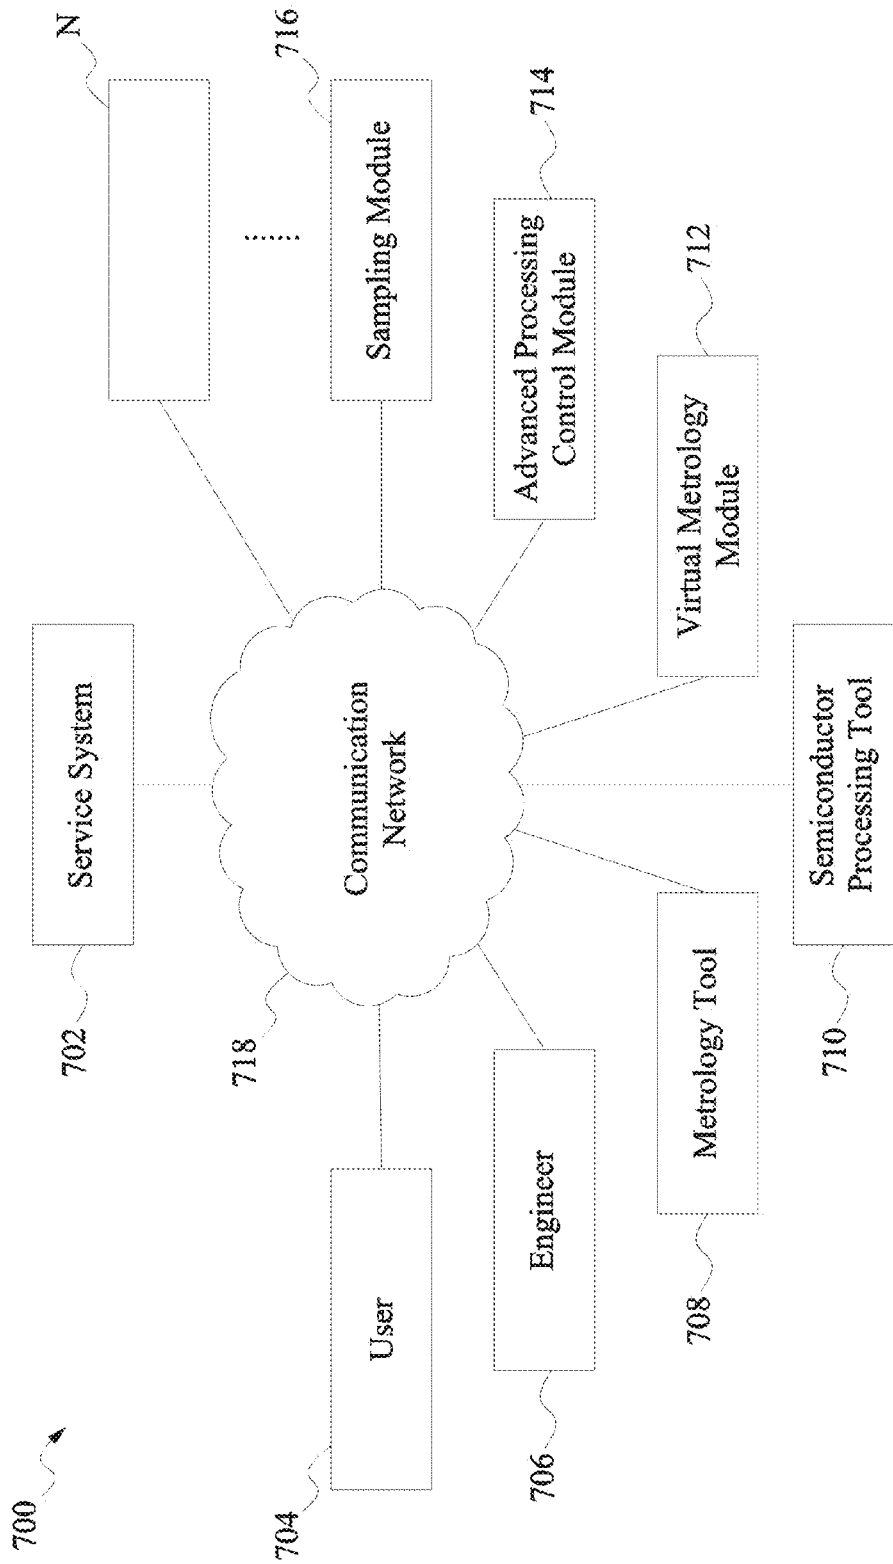 700
702
Service System
N
704
User
718
Communication
Network
Sampling Module
716
706
Engineer
Advanced Processing
Control Module
714
708
Metrology Tool
Virtual Metrology
Module
712
710
Semiconductor
Processing Tool